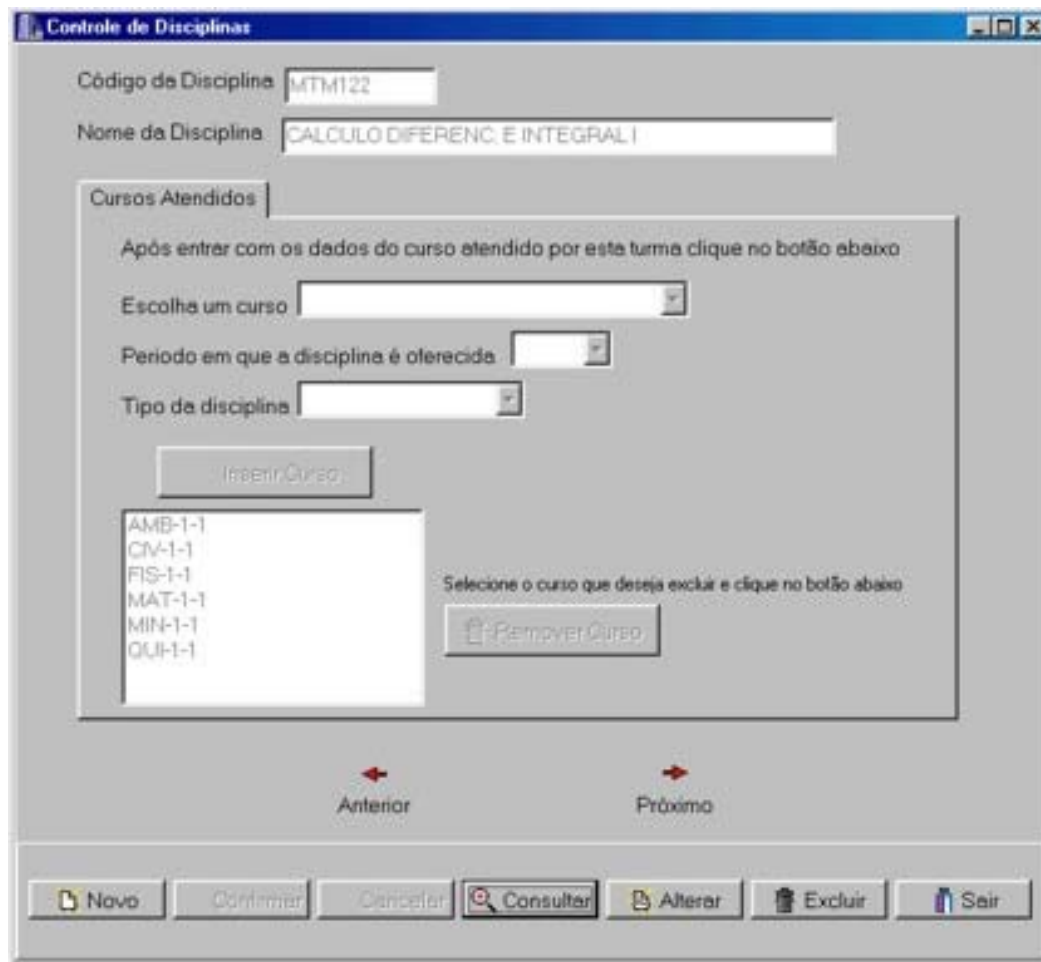 Controle de Disciplinas
Código da Disciplina MTM122
Nome da Disciplina CALCULO DIFERENC. E INTEGRAL I
Cursos Atendidos
Após entrar com os dados do curso atendido por esta turma clique no botão abaixo
Escolha um curso
Periodo em que a disciplina é oferecida
Tipo da disciplina
Inserir Curso
AMB-1-1
CIV-1-1
FIS-1-1
MAT-1-1
MIN-1-1
QUI-1-1
Selecione o curso que deseja excluir e clique no botão abaixo
Remover Curso
Anterior Próximo
Novo Confirmar Cancelar Consultar Alterar Excluir Sair